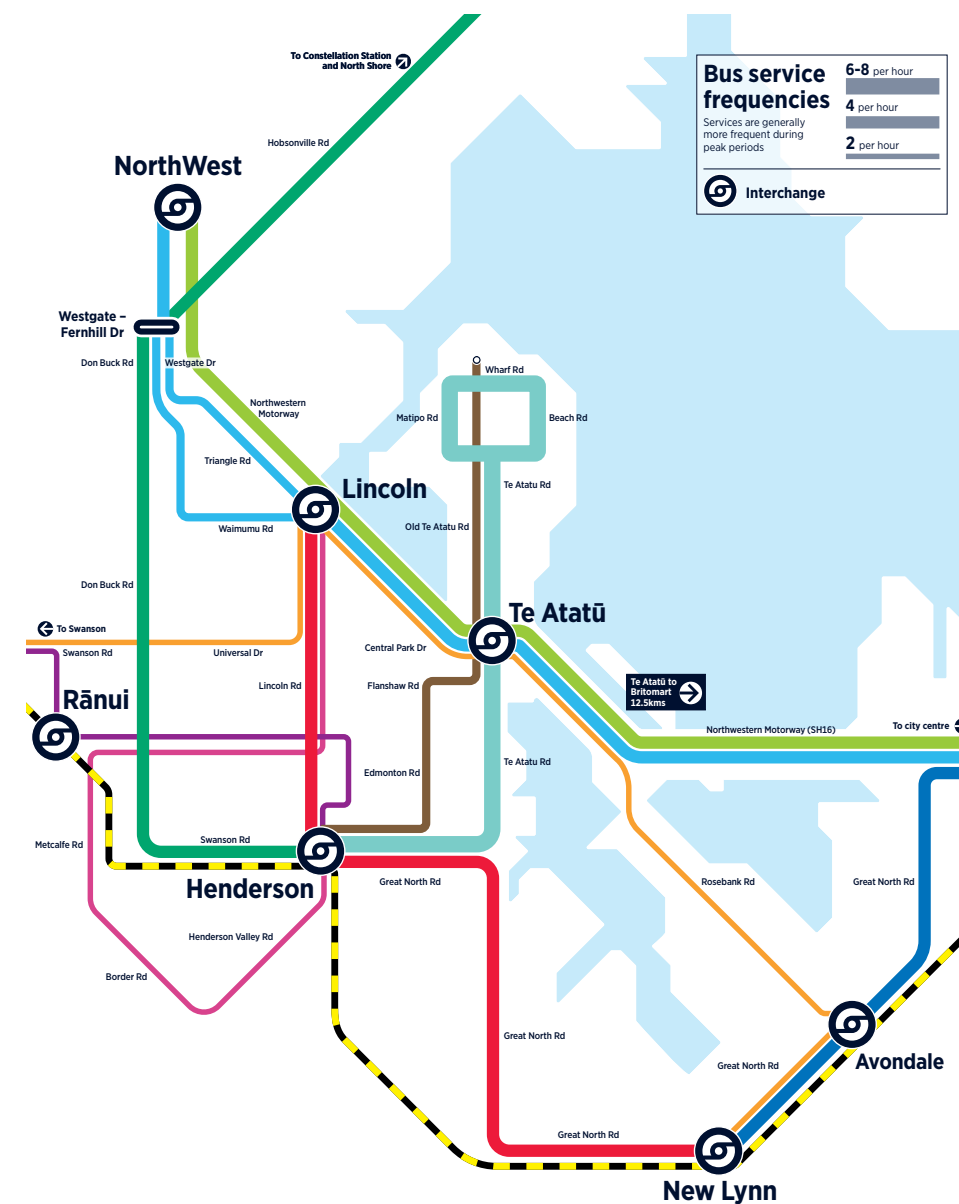 To Constellation Station
and North Shore
Bus service
frequencies
Services are generally
more frequent during
peak periods
6-8 per hour
4 per hour
2 per hour
Interchange
Hobsonville Rd
NorthWest
Westgate –
Fernhill Dr
Don Buck Rd
Westgate Dr
Wharf Rd
Northwestern
Motorway
Matipo Rd
Beach Rd
Triangle Rd
Lincoln
Te Atatu Rd
Waimumu Rd
Old Te Atatu Rd
Don Buck Rd
Te Atatū
To Swanson
Swanson Rd
Universal Dr
Central Park Dr
Lincoln Rd
Flanshaw Rd
Te Atatū to
Britomart
12.5kms
Rānui
Northwestern Motorway (SH16)
To city centre
Edmonton Rd
Te Atatu Rd
Metcalfe Rd
Swanson Rd
Henderson
Great North Rd
Rosebank Rd
Great North Rd
Henderson Valley Rd
Border Rd
Great North Rd
Great North Rd
Avondale
Great North Rd
New Lynn